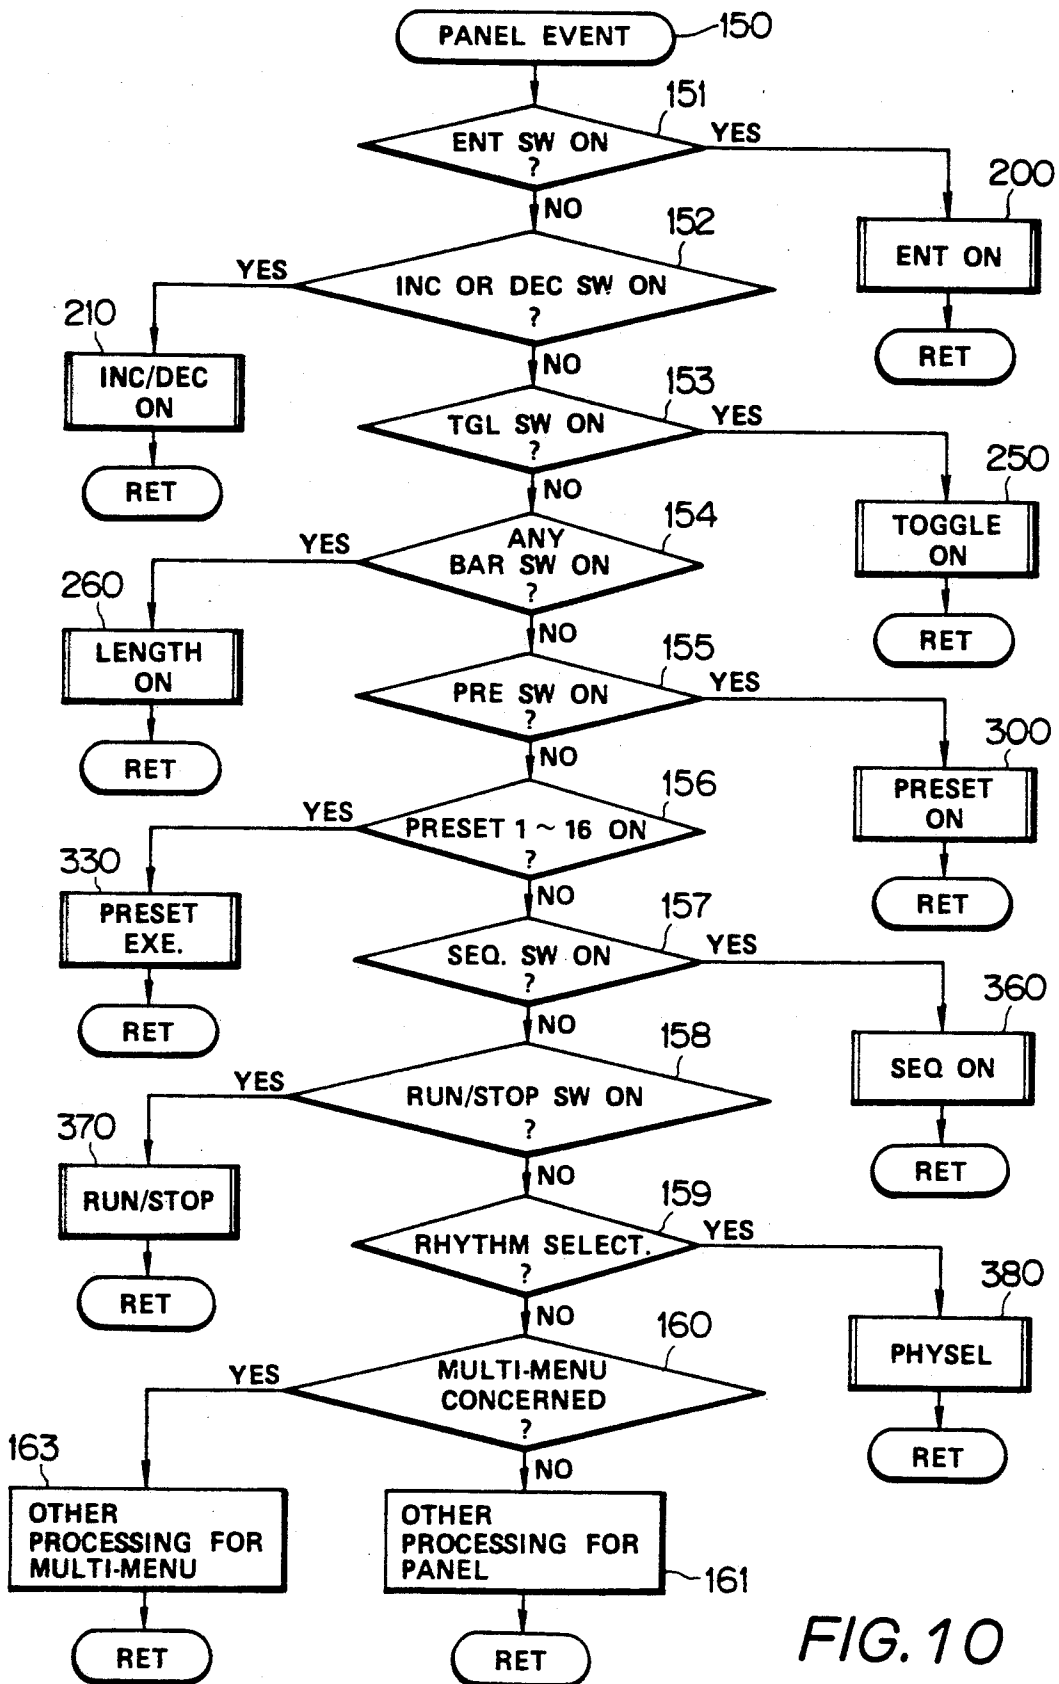 PANEL EVENT
150
151
ENT SW ON
?
YES
NO
200
ENT ON
RET
152
INC OR DEC SW ON
?
YES
NO
210
INC/DEC
ON
RET
153
TGL SW ON
?
YES
NO
250
TOGGLE
ON
RET
154
ANY
BAR SW ON
?
YES
NO
260
LENGTH
ON
RET
155
PRE SW ON
?
YES
NO
300
PRESET
ON
RET
156
PRESET 1 ~ 16 ON
?
YES
NO
330
PRESET
EXE.
RET
157
SEQ. SW ON
?
YES
NO
360
SEQ ON
RET
158
RUN/STOP SW ON
?
YES
NO
370
RUN/STOP
RET
159
RHYTHM SELECT.
?
YES
NO
380
PHYSEL
RET
160
MULTI-MENU
CONCERNED
?
YES
NO
163
OTHER
PROCESSING FOR
MULTI-MENU
RET
OTHER
PROCESSING FOR
PANEL
161
RET
FIG. 10